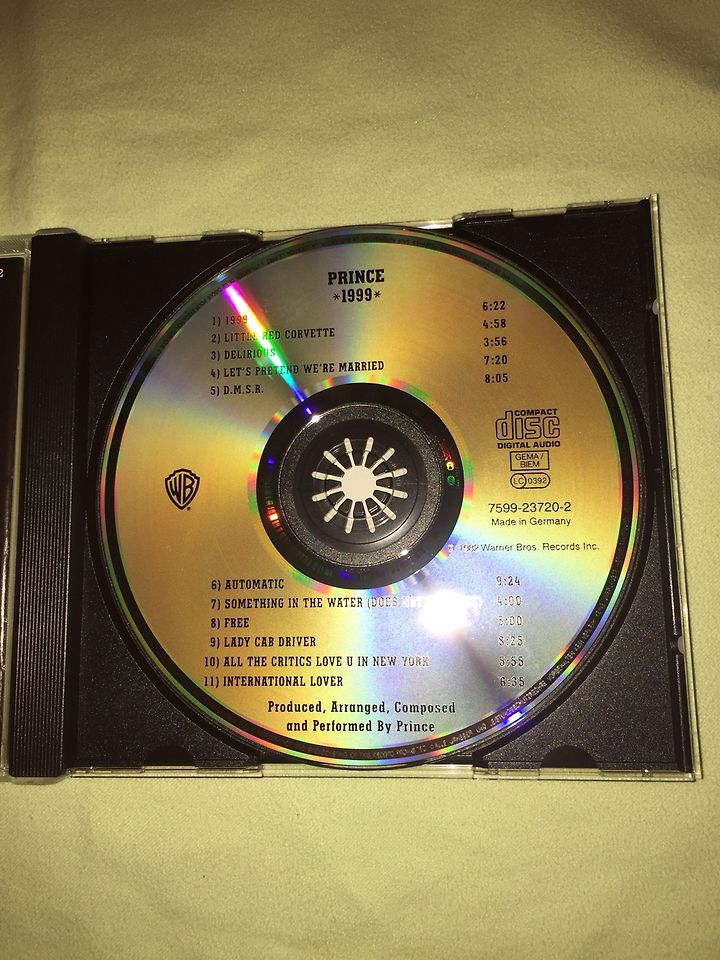 PRINCE
*1999*
1) 1999 6:22
2) LITTLE RED CORVETTE 4:58
3) DELIRIOUS 3:56
4) LET'S PRETEND WE'RE MARRIED 7:20
5) D.M.S.R. 8:05
COMPACT
disc
DIGITAL AUDIO
GEMA/
BIEM
LC 0392
WB
7599-23720-2
Made in Germany
℗ 1982 Warner Bros. Records Inc.
6) AUTOMATIC 9:24
7) SOMETHING IN THE WATER (DOES 4:00
8) FREE 5:00
9) LADY CAB DRIVER 8:25
10) ALL THE CRITICS LOVE U IN NEW YORK 5:55
11) INTERNATIONAL LOVER 6:35
Produced, Arranged, Composed
and Performed By Prince